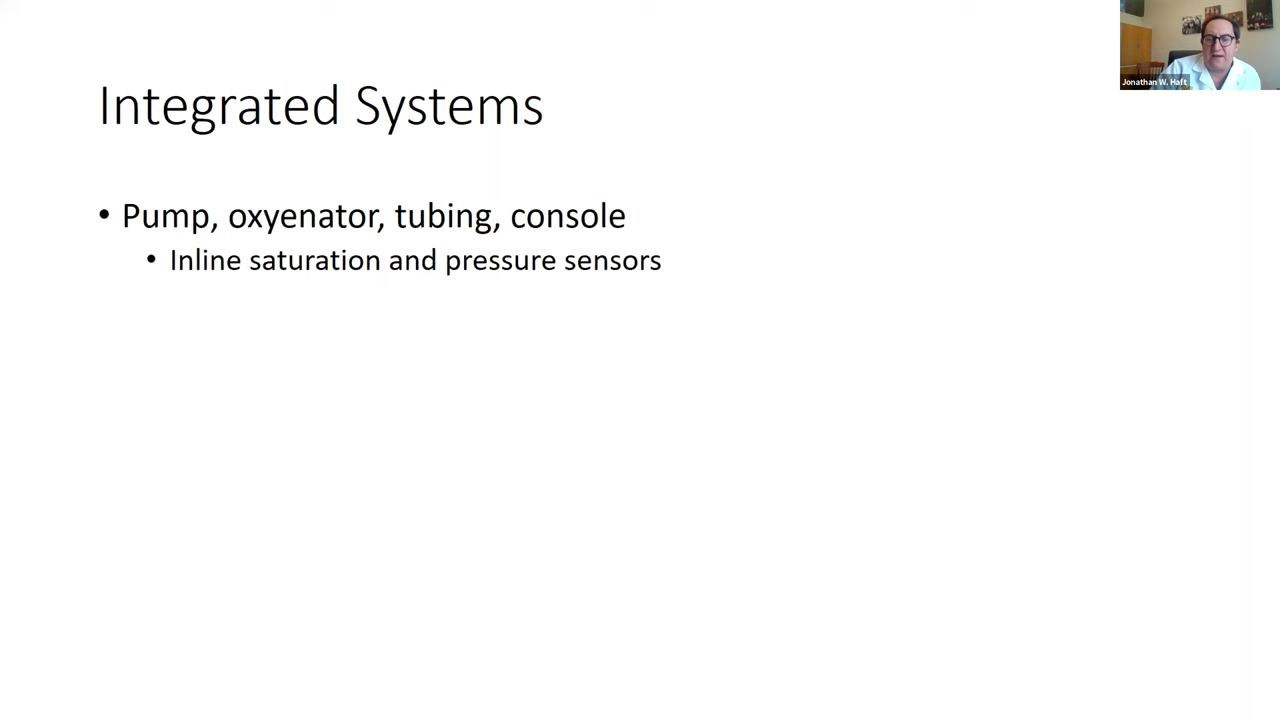 Integrated Systems
• Pump, oxyenator, tubing, console
• Inline saturation and pressure sensors
Jonathan W. Haft